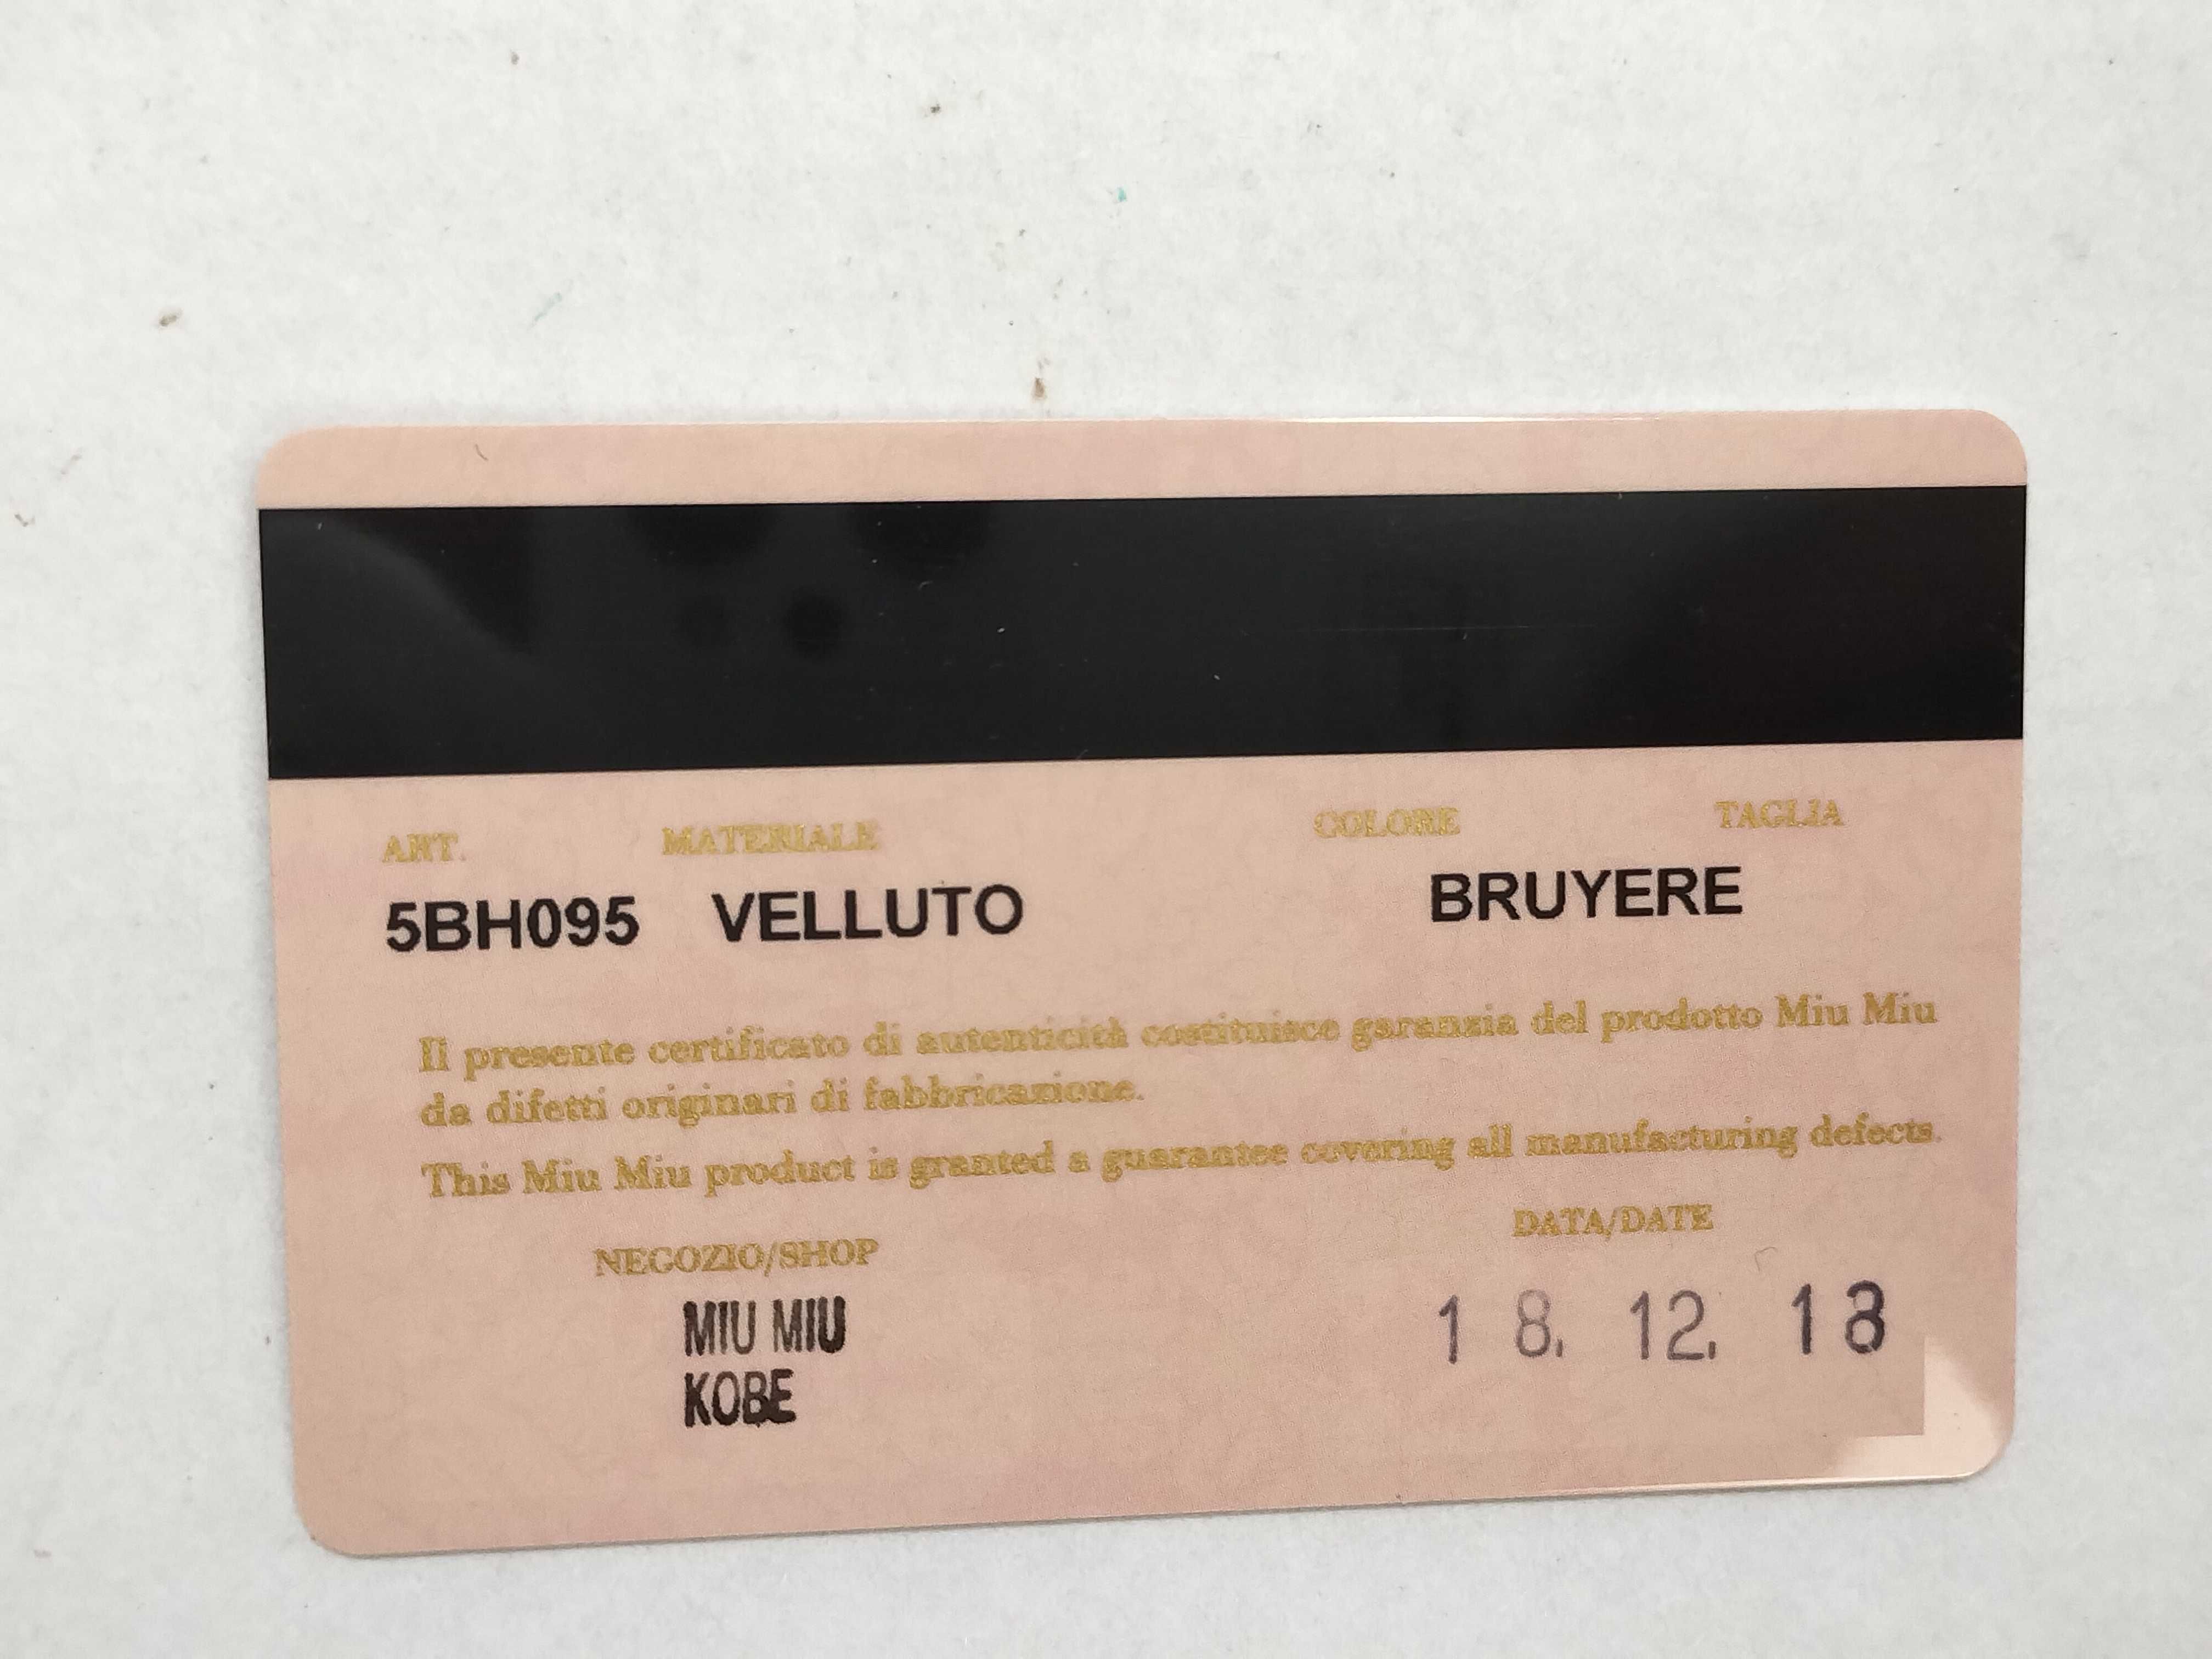 ART. MATERIALE COLORE TAGLIA
5BH095 VELLUTO BRUYERE
Il presente certificato di autenticità costituisce garanzia del prodotto Miu Miu
da difetti originari di fabbricazione.
This Miu Miu product is granted a guarantee covering all manufacturing defects.
NEGOZIO/SHOP DATA/DATE
MIU MIU
KOBE
18. 12. 13